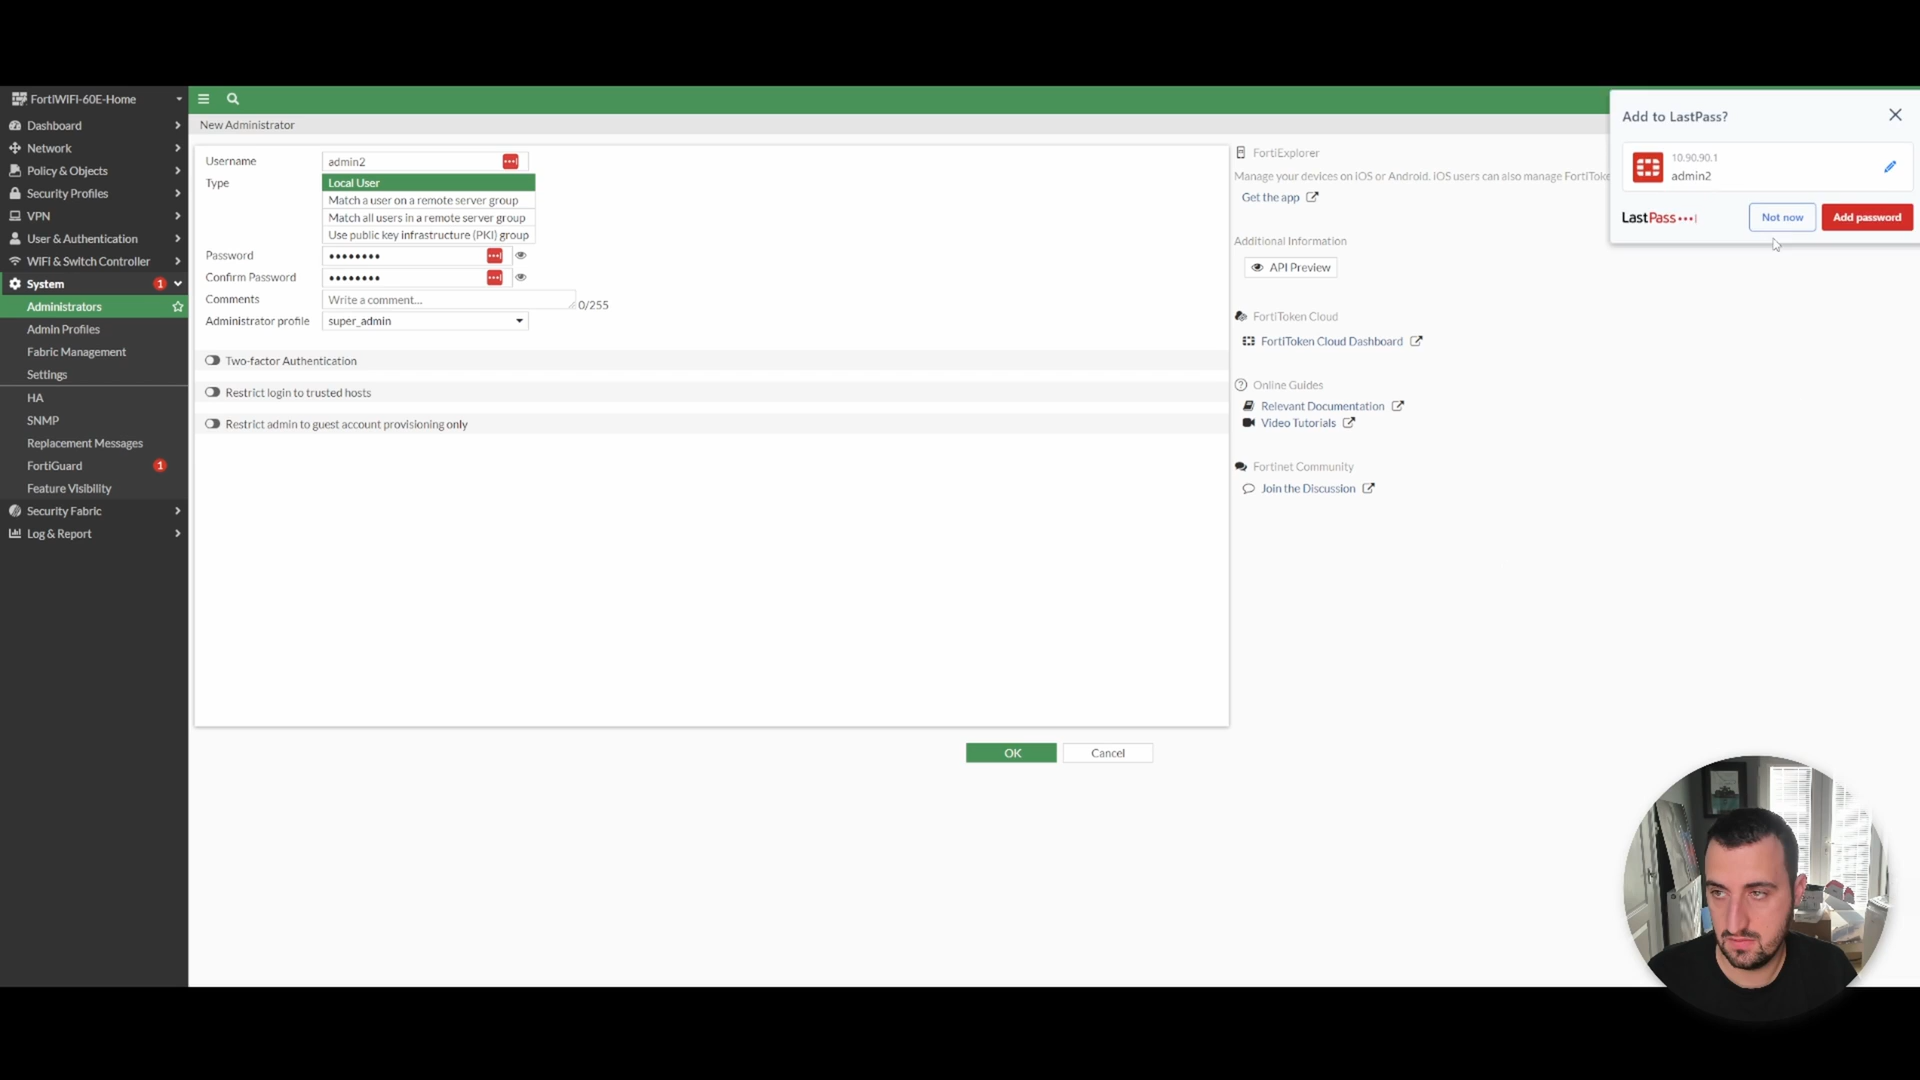 FortiWIFI-60E-Home
Dashboard
Network
Policy & Objects
Security Profiles
VPN
User & Authentication
WiFi & Switch Controller
System
1
Administrators
Admin Profiles
Fabric Management
Settings
HA
SNMP
Replacement Messages
FortiGuard
1
Feature Visibility
Security Fabric
Log & Report
New Administrator
Username
admin2
Type
Local User
Match a user on a remote server group
Match all users in a remote server group
Use public key infrastructure (PKI) group
Password
••••••••
Confirm Password
••••••••
Comments
Write a comment...
0/255
Administrator profile
super_admin
Two-factor Authentication
Restrict login to trusted hosts
Restrict admin to guest account provisioning only
OK
Cancel
FortiExplorer
Manage your devices on iOS or Android. iOS users can also manage FortiToke
Get the app
Additional Information
API Preview
FortiToken Cloud
FortiToken Cloud Dashboard
Online Guides
Relevant Documentation
Video Tutorials
Fortinet Community
Join the Discussion
Add to LastPass?
10.90.90.1
admin2
LastPass
Not now
Add password